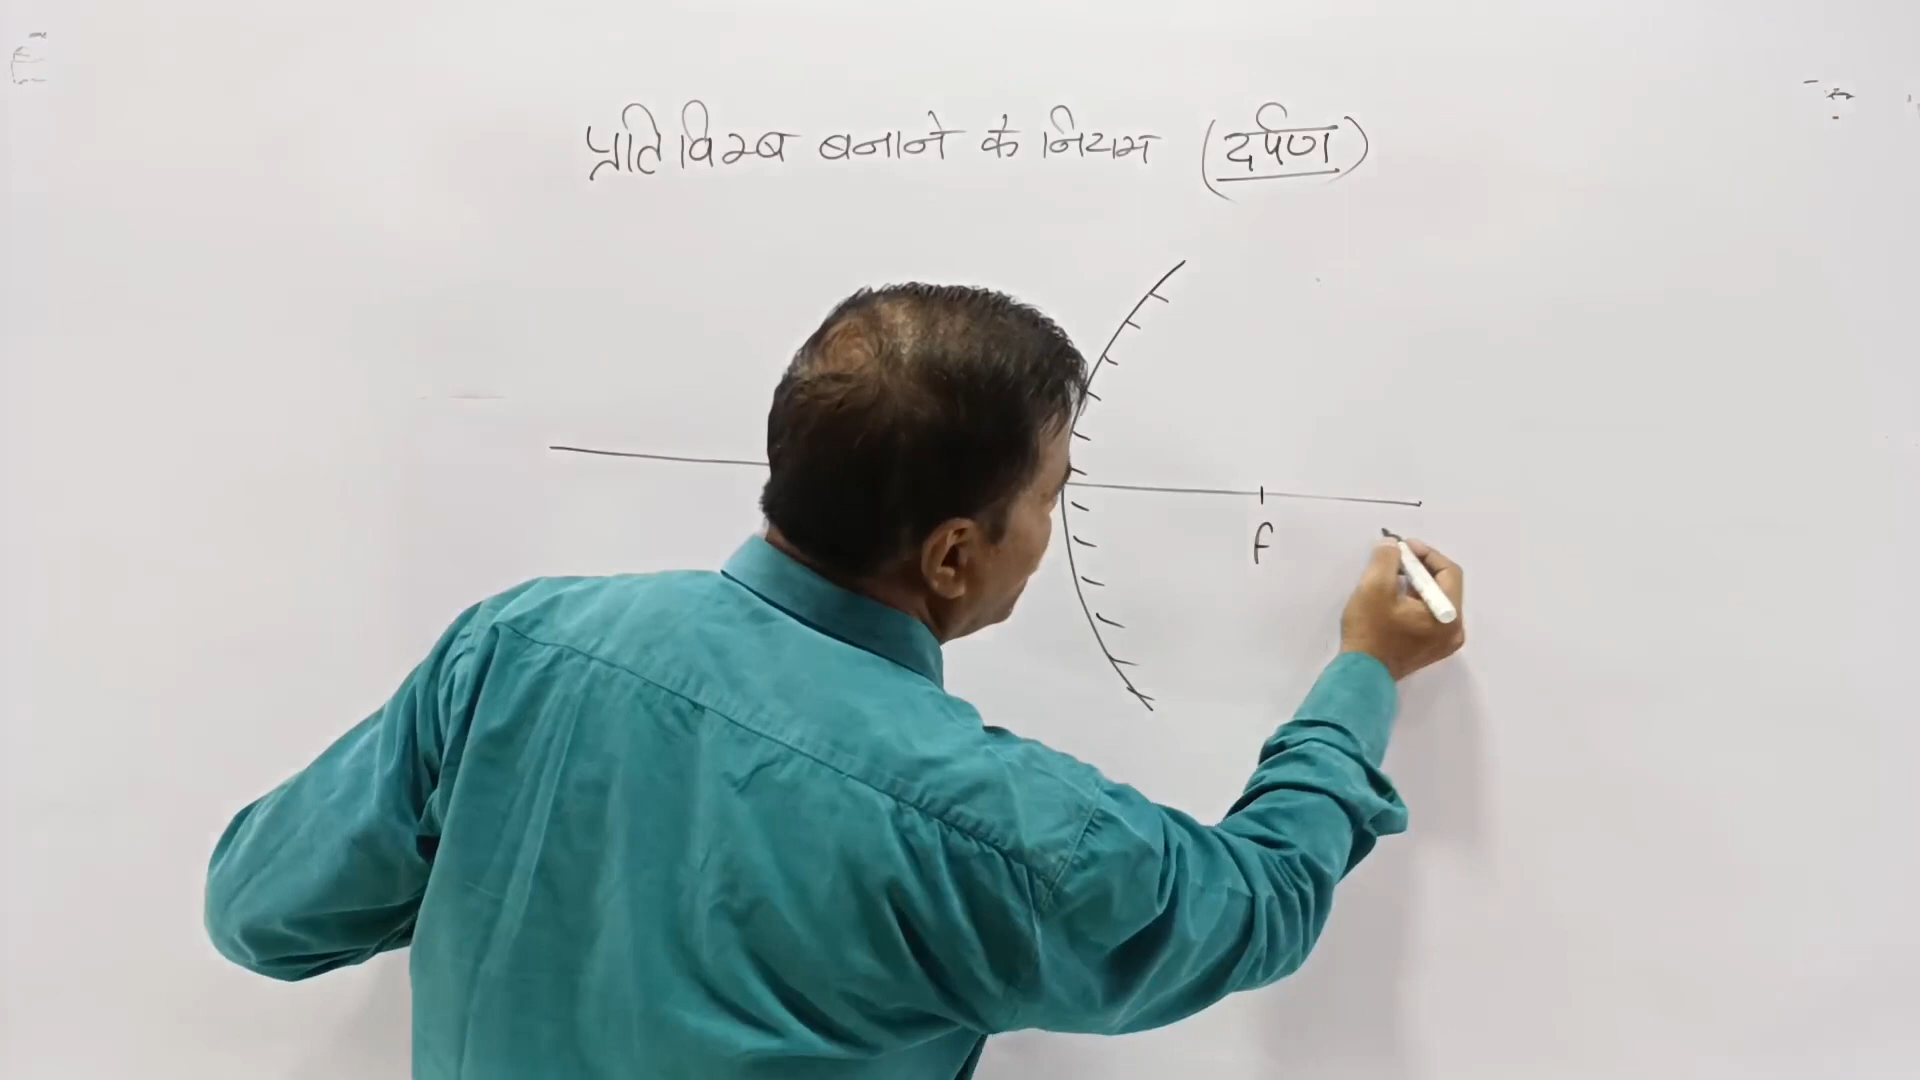 प्रतिविम्ब बनाने के नियम (दर्पण)
F